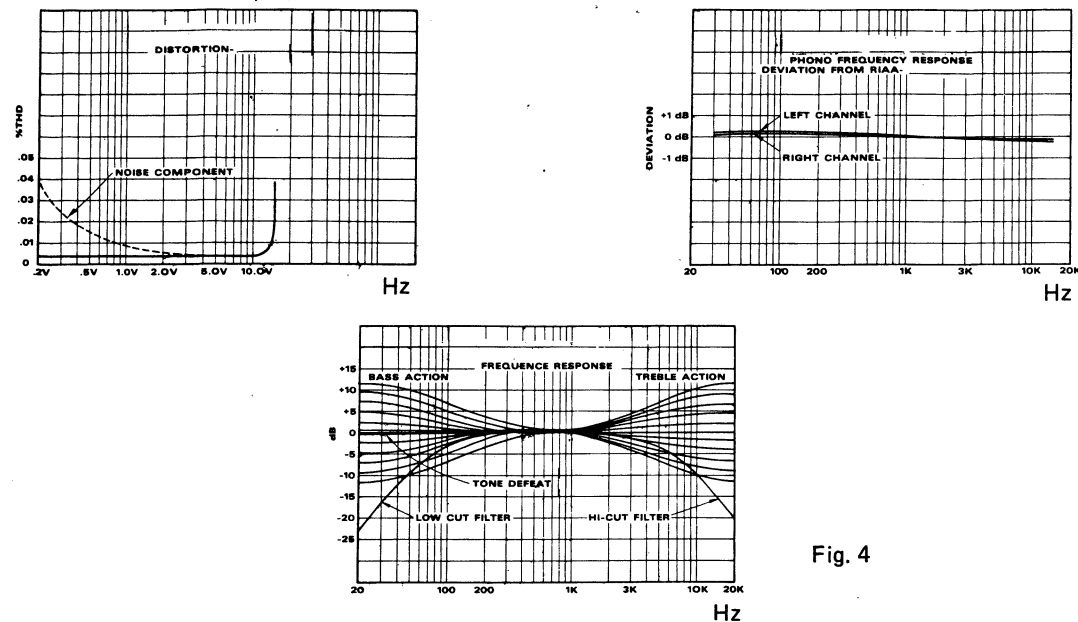 DISTORTION-
%THD
.05
.04
.03
.02
.01
0
NOISE COMPONENT
.2V .5V 1.0V 2.0V 5.0V 10.0V
Hz
PHONO FREQUENCY RESPONSE
DEVIATION FROM RIAA-
DEVIATION
+1 dB
0 dB
-1 dB
LEFT CHANNEL
RIGHT CHANNEL
20 100 200 1K 3K 10K 20K
Hz
FREQUENCE RESPONSE
BASS ACTION
TREBLE ACTION
dB
+15
+10
+5
0
-5
-10
-15
-20
-25
TONE DEFEAT
LOW CUT FILTER
HI-CUT FILTER
20 100 200 1K 3K 10K 20K
Hz
Fig. 4